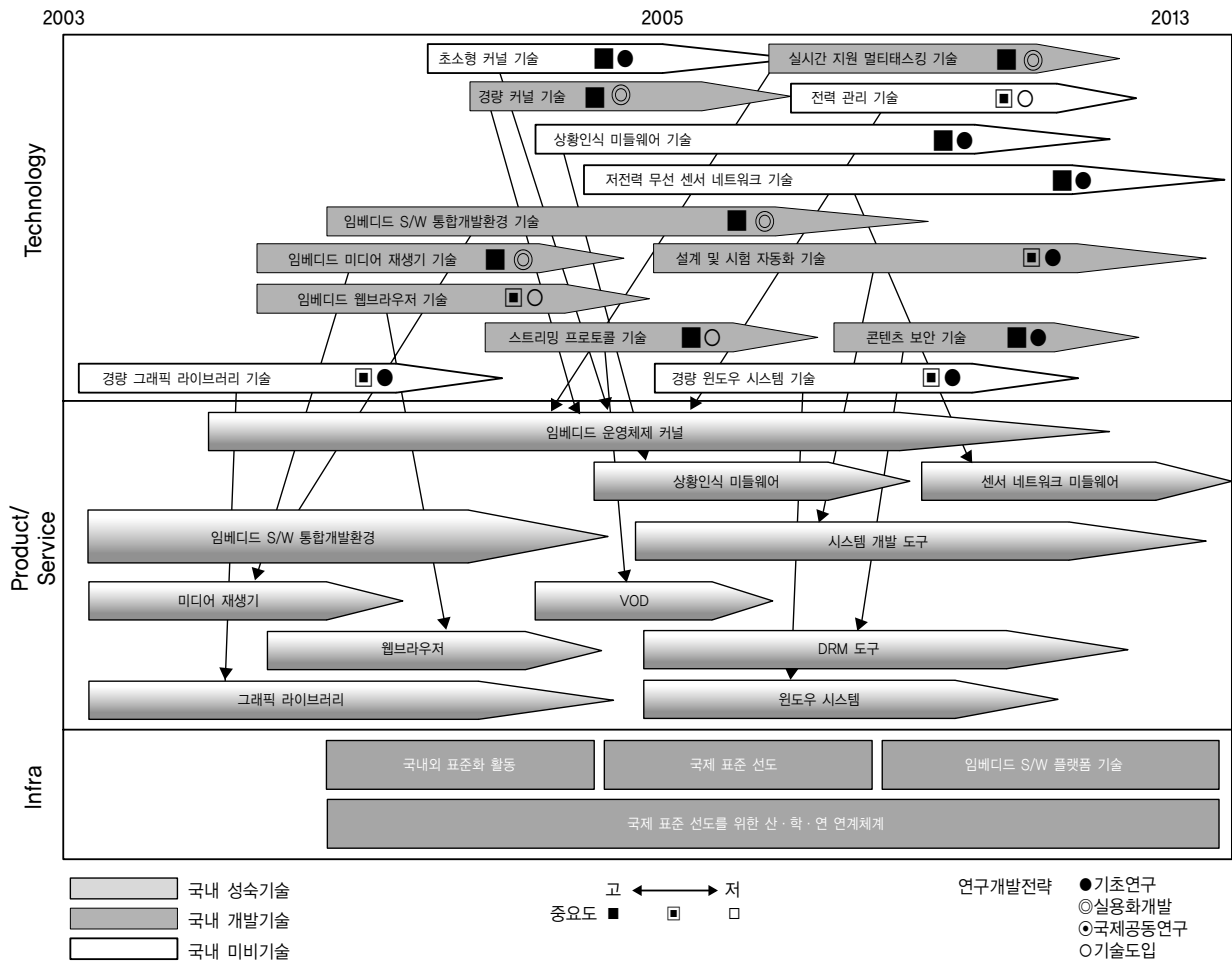 2003 2005 2013
Technology
초소형 커널 기술
실시간 지원 멀티태스킹 기술
경량 커널 기술
전력 관리 기술
상황인식 미들웨어 기술
저전력 무선 센서 네트워크 기술
임베디드 S/W 통합개발환경 기술
임베디드 미디어 재생기 기술
설계 및 시험 자동화 기술
임베디드 웹브라우저 기술
스트리밍 프로토콜 기술
콘텐츠 보안 기술
경량 그래픽 라이브러리 기술
경량 윈도우 시스템 기술
Product/
Service
임베디드 운영체제 커널
상황인식 미들웨어
센서 네트워크 미들웨어
임베디드 S/W 통합개발환경
시스템 개발 도구
미디어 재생기
VOD
웹브라우저
DRM 도구
그래픽 라이브러리
윈도우 시스템
Infra
국내외 표준화 활동
국제 표준 선도
임베디드 S/W 플랫폼 기술
국제 표준 선도를 위한 산·학·연 연계체계
국내 성숙기술
국내 개발기술
국내 미비기술
고 저
중요도
연구개발전략
기초연구
실용화개발
국제공동연구
기술도입